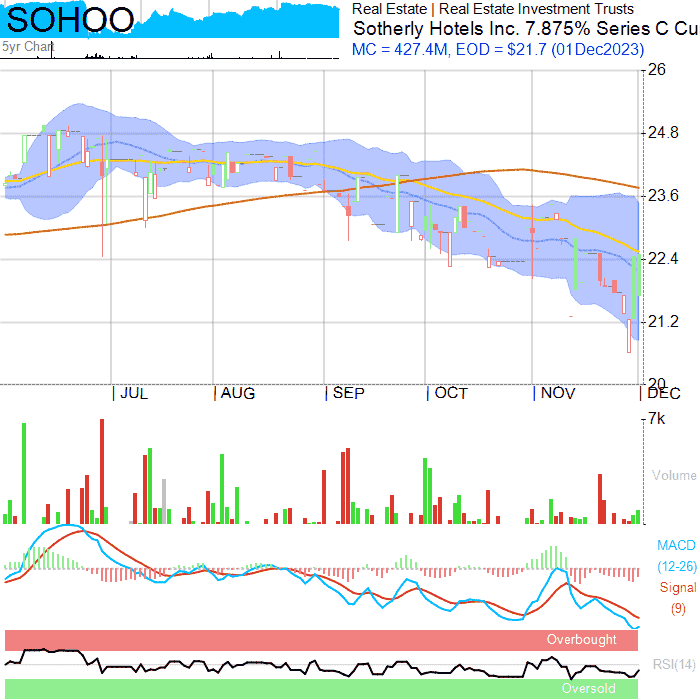 SOHOO
5yr Chart
Real Estate | Real Estate Investment Trusts
Sotherly Hotels Inc. 7.875% Series C Cu
MC = 427.4M, EOD = $21.7 (01Dec2023)
26
24.8
23.6
22.4
21.2
20
JUL AUG SEP OCT NOV DEC
7k
Volume
MACD
(12-26)
Signal
(9)
Overbought
RSI(14)
Oversold